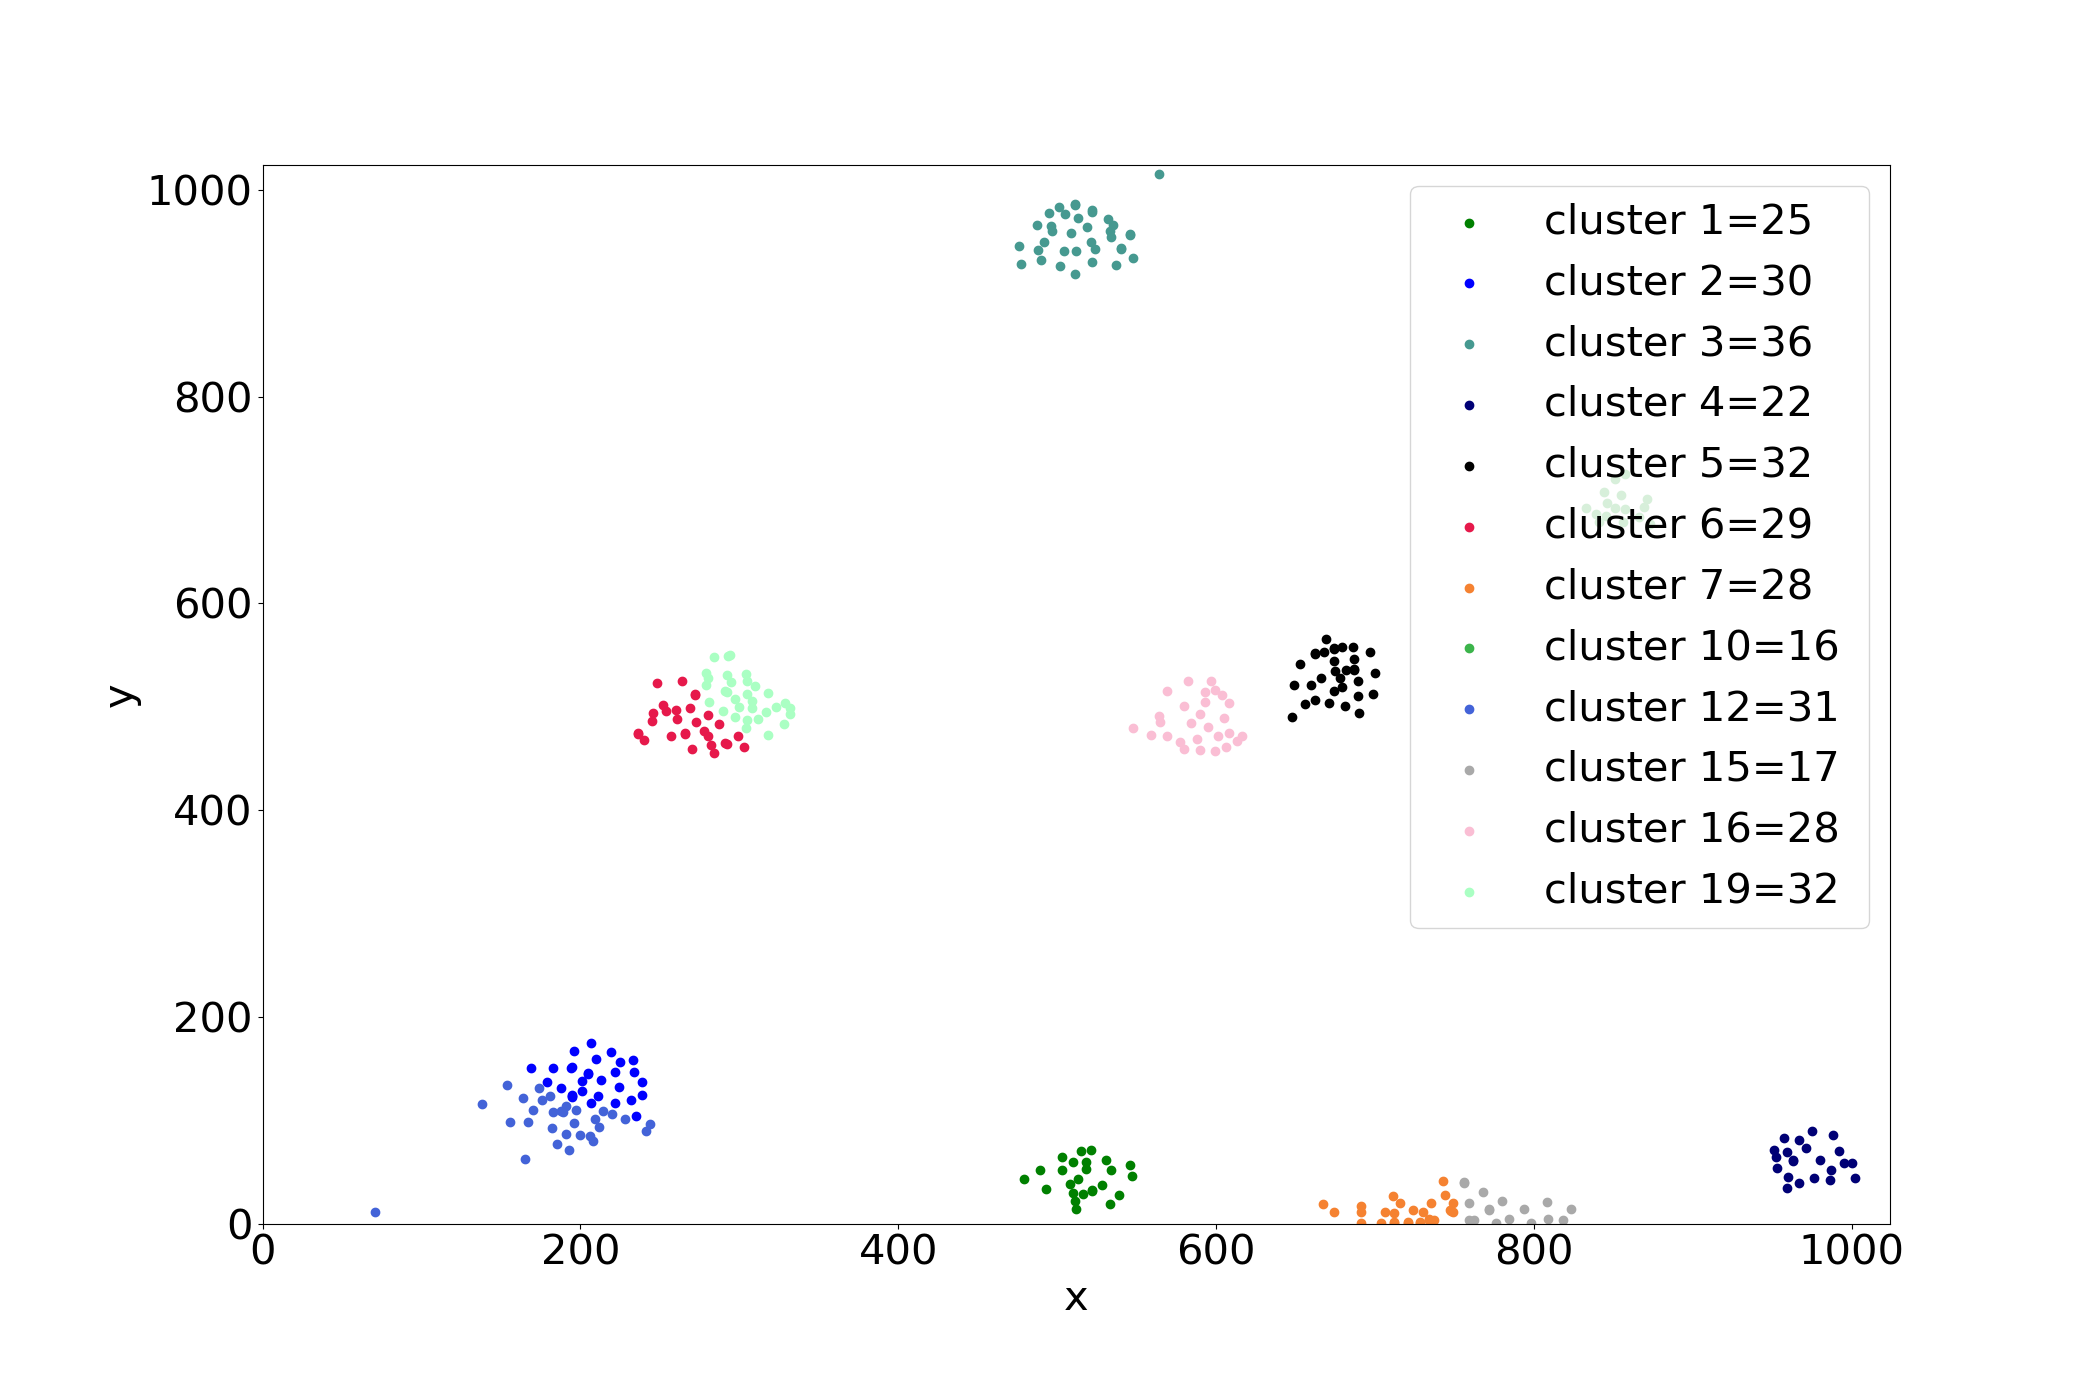 1000
800
600
400
200
0
y
0 200 400 600 800 1000
x
cluster 1=25
cluster 2=30
cluster 3=36
cluster 4=22
cluster 5=32
cluster 6=29
cluster 7=28
cluster 10=16
cluster 12=31
cluster 15=17
cluster 16=28
cluster 19=32